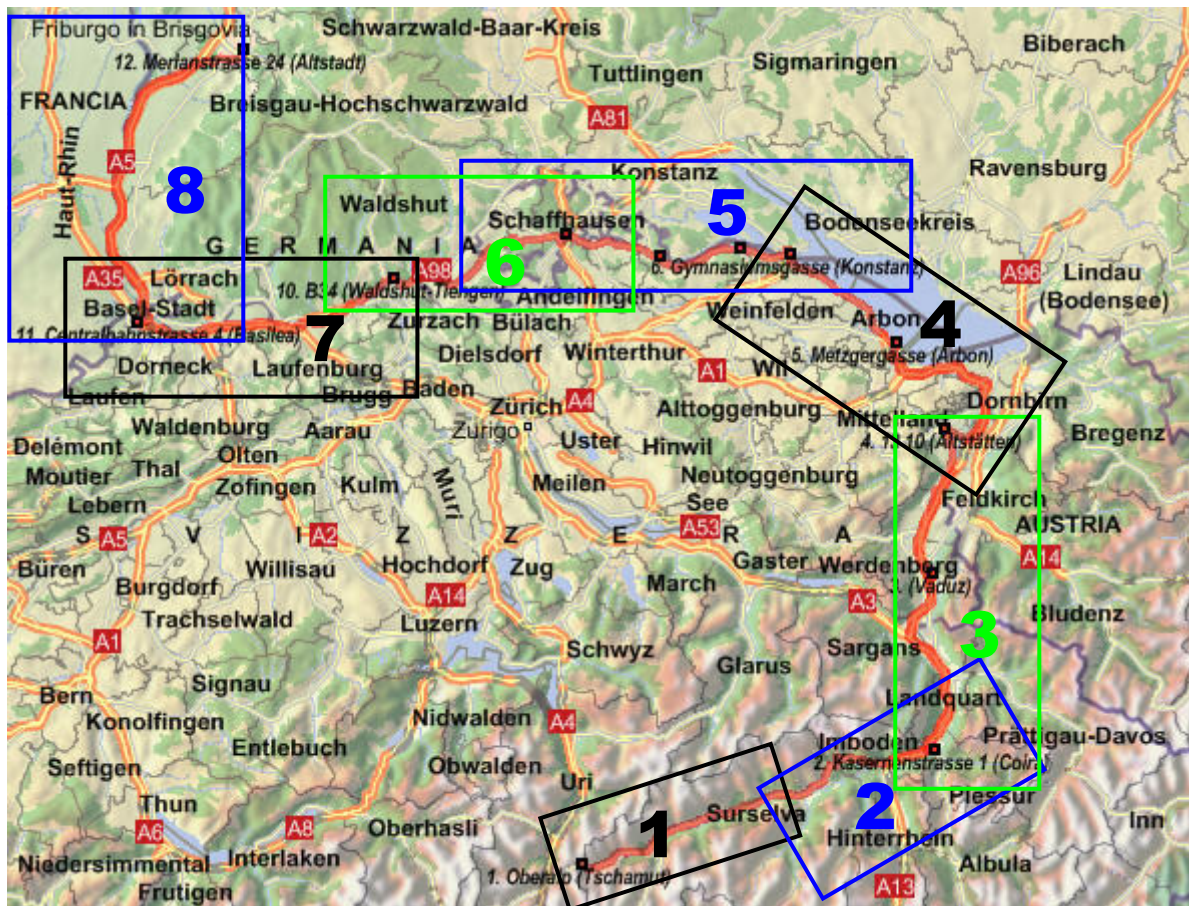 Friburgo in Brisgovia
Schwarzwald-Baar-Kreis
Biberach
12. Merianstrasse 24 (Altstadt)
Tuttlingen
Sigmaringen
FRANCIA
Breisgau-Hochschwarzwald
A81
Haut-Rhin
A5
Konstanz
Ravensburg
8
Waldshut
5
Schaffhausen
Bodenseekreis
G E R M A N I A
6
6. Gymnasiumsgasse (Konstanz)
A35
Lörrach
A98
A96
Lindau
(Bodensee)
10. B34 (Waldshut-Tiengen)
Andelfingen
Basel-Stadt
Weinfelden
Arbon
4
11. Centralbahnstrasse 4 (Basilea)
7
Zurzach
Bülach
Dorneck
Laufenburg
Dielsdorf
Winterthur
5. Metzgergasse (Arbon)
A1
Wil
Laufen
Brugg
Baden
Zürich
A4
Alttoggenburg
Dornbirn
Waldenburg
Aarau
Zurigo
Uster
Hinwil
Mittelland
4. 13, 10 (Altstätten)
Bregenz
Delémont
Olten
Moutier
Thal
Zofingen
Kulm
Muri
Meilen
Neutoggenburg
Lebern
See
Feldkirch
S V I Z Z E R A
A5
A2
A53
AUSTRIA
Büren
Willisau
Hochdorf
Zug
Gaster
Werdenberg
A14
Burgdorf
A14
March
3. (Vaduz)
A3
Trachselwald
Luzern
Bludenz
A1
Schwyz
Sargans
3
Glarus
Bern
Signau
Landquart
Konolfingen
Nidwalden
A4
Entlebuch
Imboden
Prättigau-Davos
Seftigen
Obwalden
2. Kasernenstrasse 1 (Coira)
Uri
Thun
2
Plessur
A6
A8
Oberhasli
1
Surselva
Inn
Hinterrhein
Niedersimmental
Interlaken
Albula
1. Oberalp (Tschamut)
Frutigen
A13